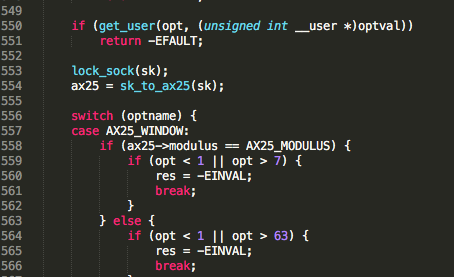 549
550 if (get_user(opt, (unsigned int __user *)optval))
551 return -EFAULT;
552
553 lock_sock(sk);
554 ax25 = sk_to_ax25(sk);
555
556 switch (optname) {
557 case AX25_WINDOW:
558 if (ax25->modulus == AX25_MODULUS) {
559 if (opt < 1 || opt > 7) {
560 res = -EINVAL;
561 break;
562 }
563 } else {
564 if (opt < 1 || opt > 63) {
565 res = -EINVAL;
566 break;